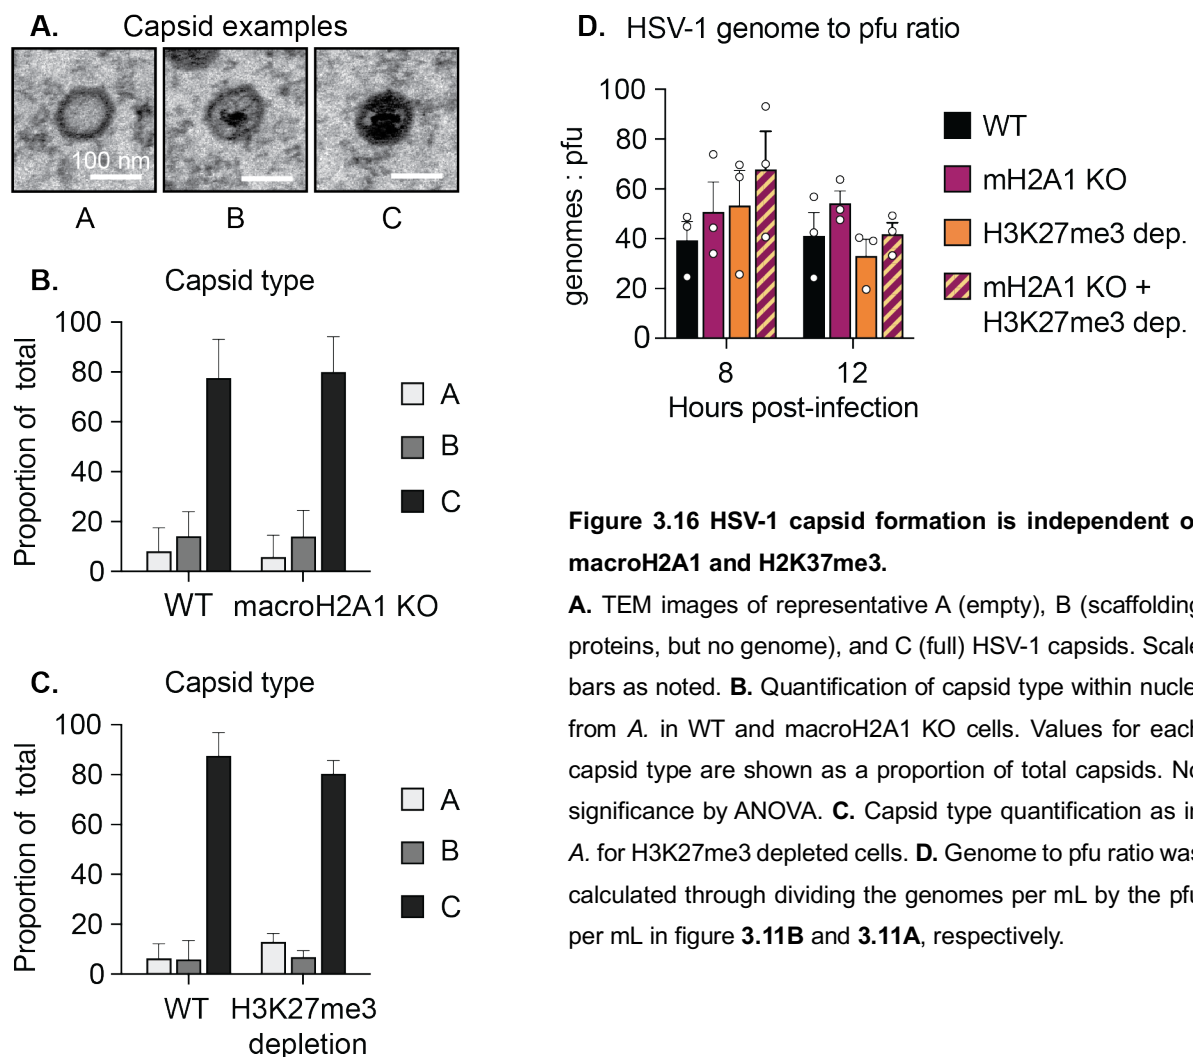 A. Capsid examples
100 nm
A B C
B. Capsid type
Proportion of total
100
80
60
40
20
0
WT macroH2A1 KO
A
B
C
C. Capsid type
Proportion of total
100
80
60
40
20
0
WT H3K27me3
depletion
A
B
C
D. HSV-1 genome to pfu ratio
genomes : pfu
100
80
60
40
20
0
8 12
Hours post-infection
WT
mH2A1 KO
H3K27me3 dep.
mH2A1 KO +
H3K27me3 dep.
Figure 3.16 HSV-1 capsid formation is independent o
macroH2A1 and H2K37me3.
A. TEM images of representative A (empty), B (scaffolding
proteins, but no genome), and C (full) HSV-1 capsids. Scale
bars as noted. B. Quantification of capsid type within nucle
from A. in WT and macroH2A1 KO cells. Values for each
capsid type are shown as a proportion of total capsids. No
significance by ANOVA. C. Capsid type quantification as in
A. for H3K27me3 depleted cells. D. Genome to pfu ratio was
calculated through dividing the genomes per mL by the pfu
per mL in figure 3.11B and 3.11A, respectively.